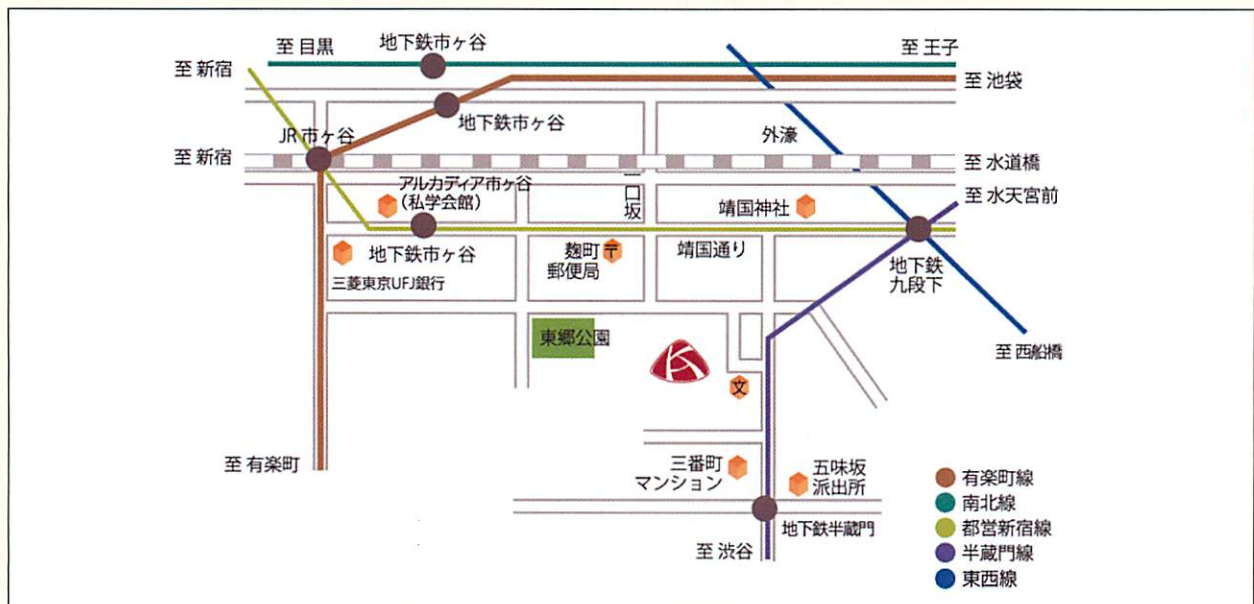 至 目黒
地下鉄市ヶ谷
至 王子
至 新宿
至 池袋
地下鉄市ヶ谷
JR 市ヶ谷
外濠
至 新宿
至 水道橋
アルカディア市ヶ谷
(私学会館)
一口坂
靖国神社
至 水天宮前
地下鉄市ヶ谷
麹町
郵便局
〒
靖国通り
地下鉄
九段下
三菱東京UFJ銀行
東郷公園
K
至 西船橋
文
至 有楽町
三番町
マンション
五味坂
派出所
地下鉄半蔵門
至 渋谷
有楽町線
南北線
都営新宿線
半蔵門線
東西線